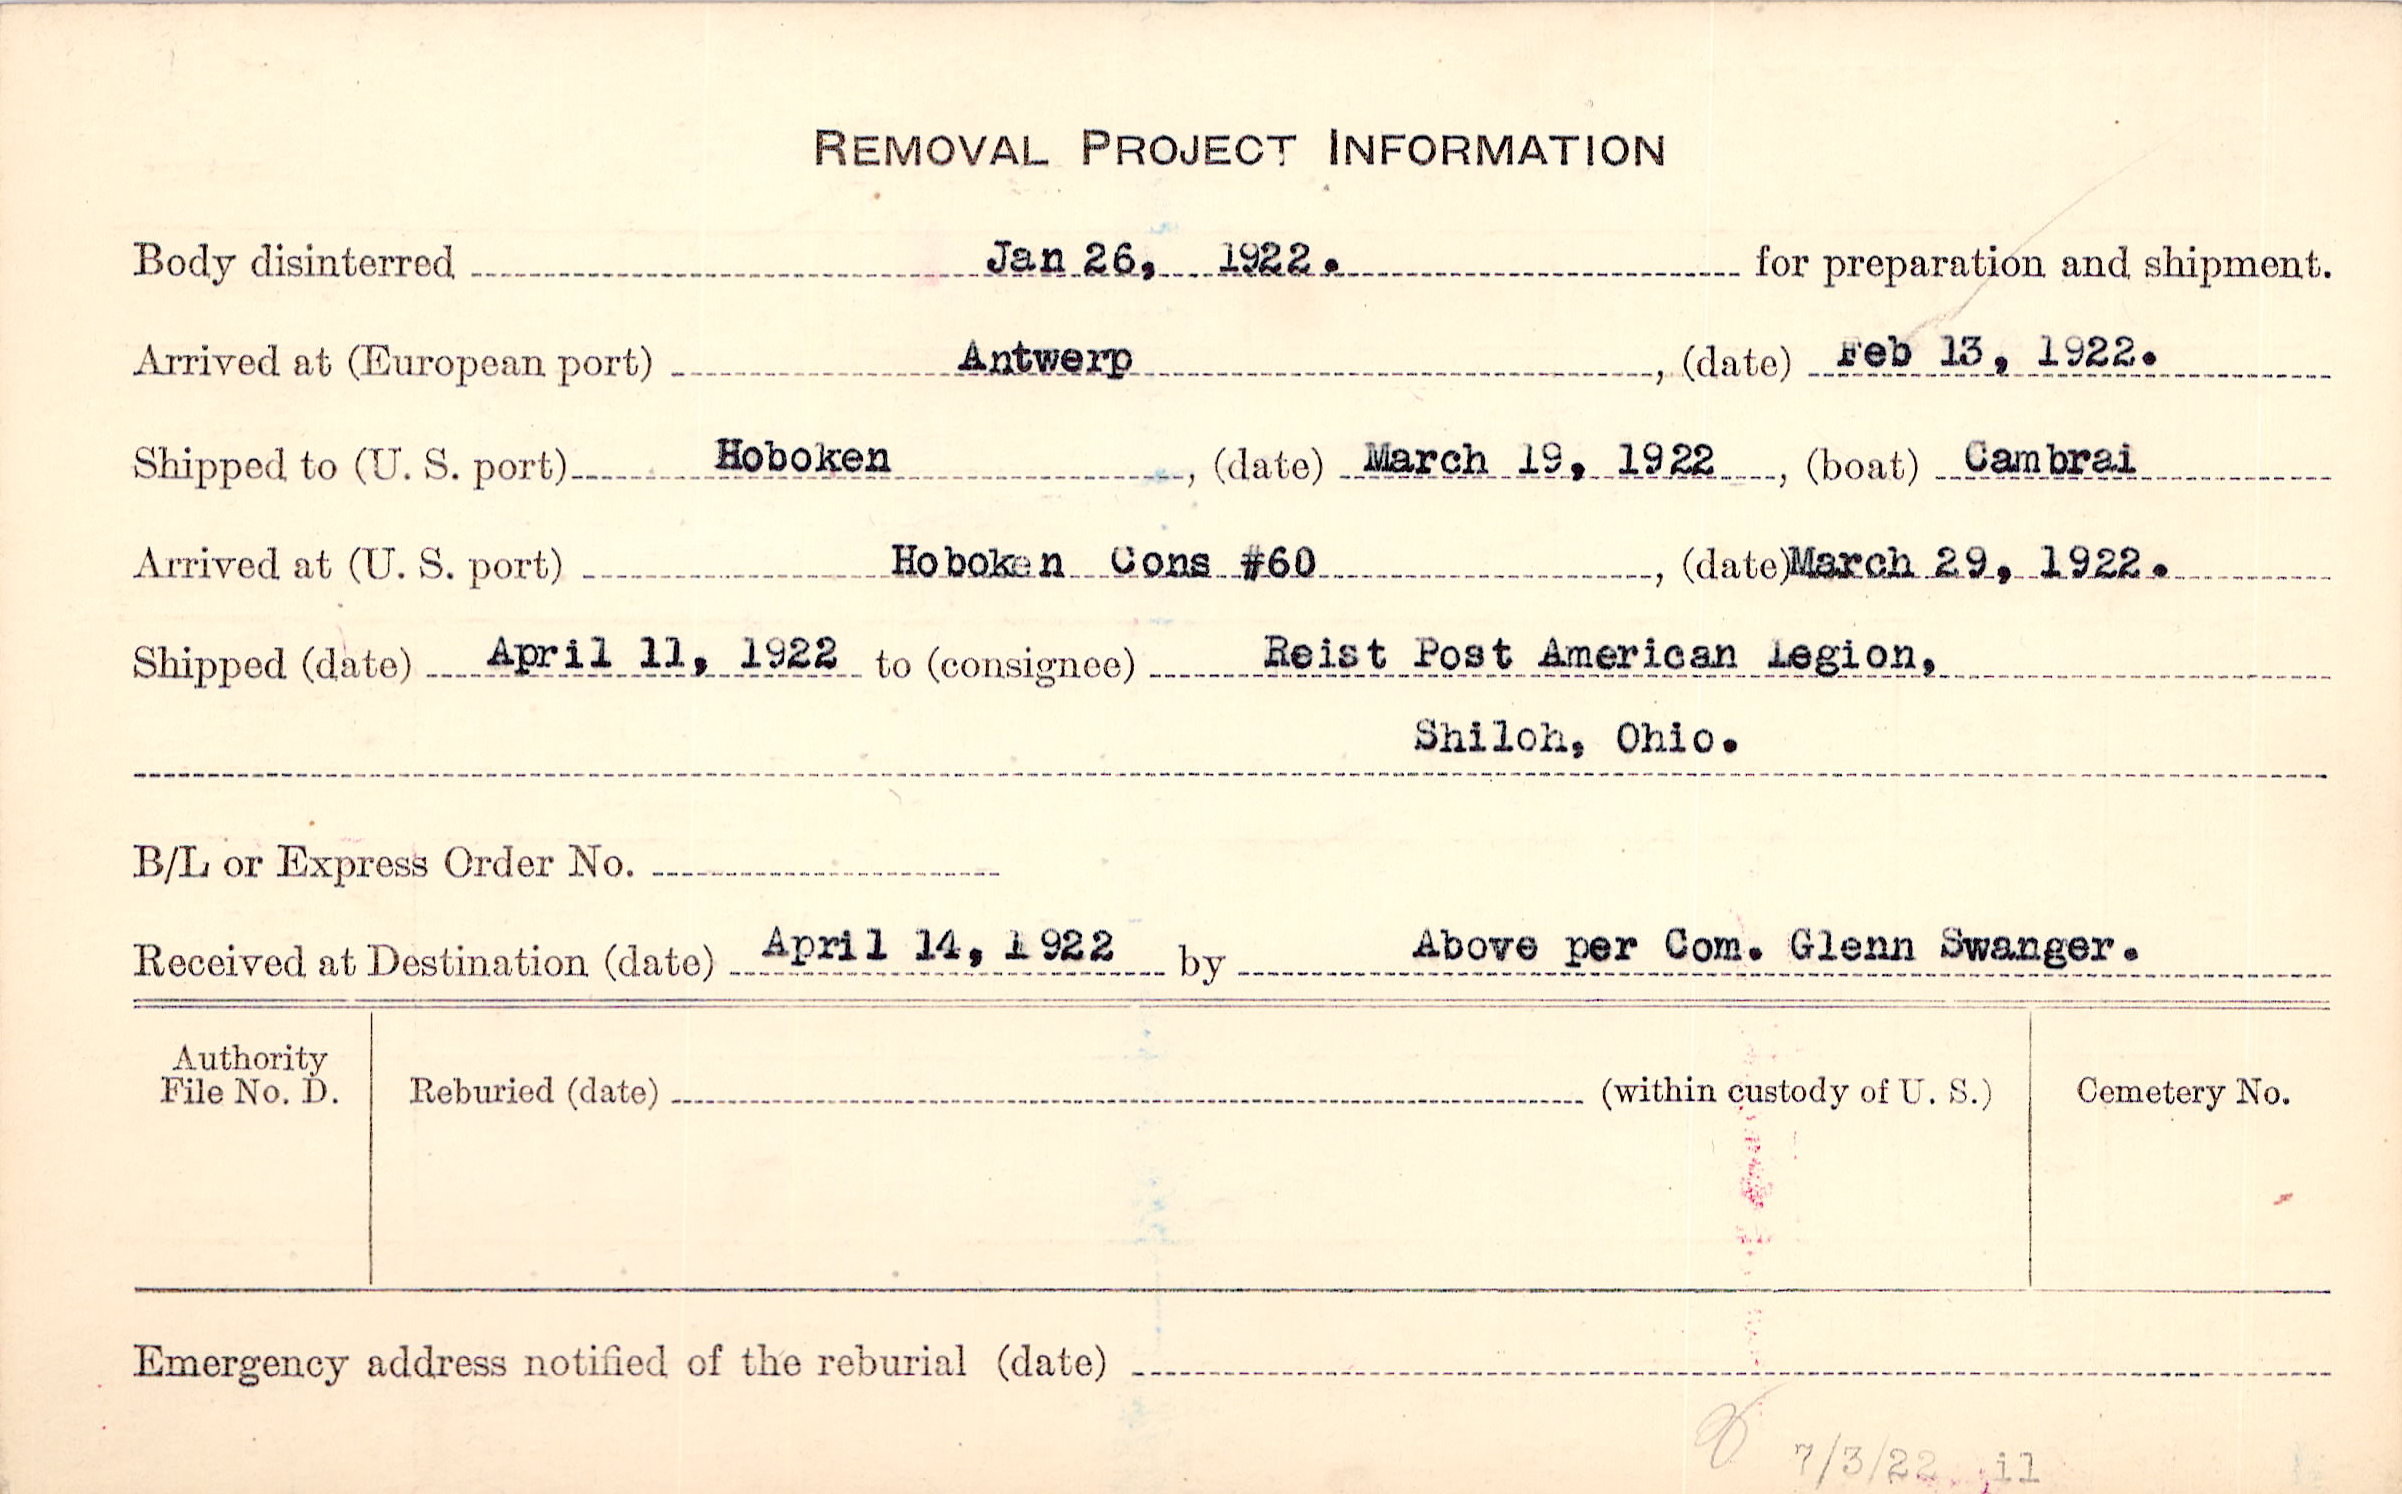 REMOVAL PROJECT INFORMATION
Body disinterred Jan 26, 1922. for preparation and shipment.
Arrived at (European port) Antwerp, (date) Feb 13, 1922.
Shipped to (U. S. port) Hoboken, (date) March 19, 1922, (boat) Cambrai
Arrived at (U. S. port) Hoboken Cons #60, (date) March 29, 1922.
Shipped (date) April 11, 1922 to (consignee) Reist Post American Legion,
Shiloh, Ohio.
B/L or Express Order No.
Received at Destination (date) April 14, 1922 by Above per Com. Glenn Swanger.
Authority
File No. D. Reburied (date) (within custody of U. S.) Cemetery No.
Emergency address notified of the reburial (date)
7/3/22 il